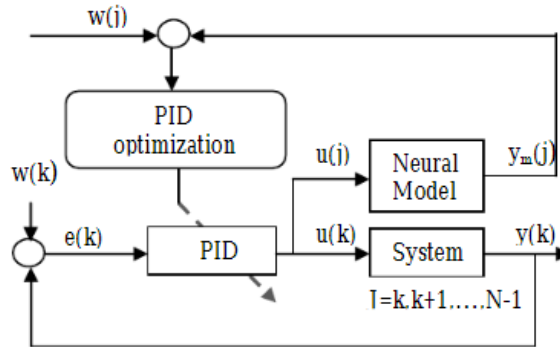 w(j)
PID
optimization
w(k)
u(j)
Neural
Model
yₘ(j)
e(k)
PID
u(k)
System
y(k)
J=k,k+1,....,N-1